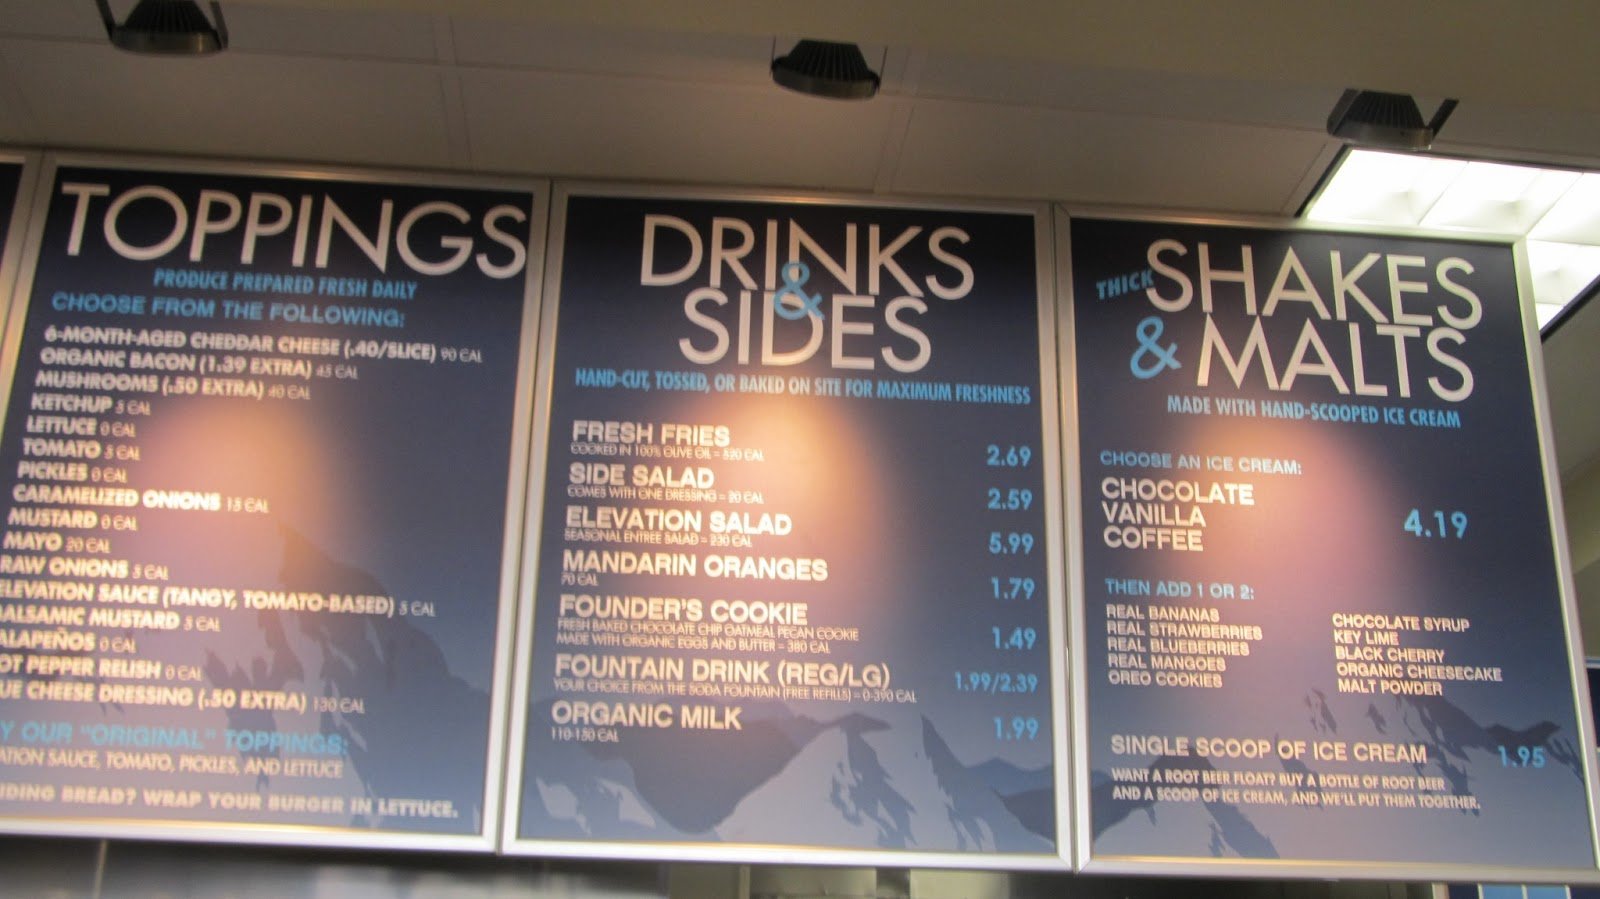 TOPPINGS
PRODUCE PREPARED FRESH DAILY
CHOOSE FROM THE FOLLOWING:
6-MONTH-AGED CHEDDAR CHEESE (.40/SLICE) 90 CAL
ORGANIC BACON (1.39 EXTRA) 45 CAL
MUSHROOMS (.50 EXTRA) 40 CAL
KETCHUP 5 CAL
LETTUCE 0 CAL
TOMATO 5 CAL
PICKLES 0 CAL
CARAMELIZED ONIONS 15 CAL
MUSTARD 0 CAL
MAYO 20 CAL
RAW ONIONS 5 CAL
ELEVATION SAUCE (TANGY, TOMATO-BASED) 5 CAL
ALSAMIC MUSTARD 5 CAL
ALAPEÑOS 0 CAL
OT PEPPER RELISH 0 CAL
UE CHEESE DRESSING (.50 EXTRA) 130 CAL
Y OUR "ORIGINAL" TOPPINGS:
ATION SAUCE, TOMATO, PICKLES, AND LETTUCE
IDING BREAD? WRAP YOUR BURGER IN LETTUCE.
DRINKS
& SIDES
HAND-CUT, TOSSED, OR BAKED ON SITE FOR MAXIMUM FRESHNESS
FRESH FRIES 2.69
COOKED IN 100% OLIVE OIL = 520 CAL
SIDE SALAD 2.59
COMES WITH ONE DRESSING = 20 CAL
ELEVATION SALAD 5.99
SEASONAL ENTREE SALAD = 230 CAL
MANDARIN ORANGES 1.79
70 CAL
FOUNDER'S COOKIE 1.49
FRESH BAKED CHOCOLATE CHIP OATMEAL PECAN COOKIE
MADE WITH ORGANIC EGGS AND BUTTER = 380 CAL
FOUNTAIN DRINK (REG/LG) 1.99/2.39
YOUR CHOICE FROM THE SODA FOUNTAIN (FREE REFILLS) = 0-390 CAL
ORGANIC MILK 1.99
110-150 CAL
THICK SHAKES
& MALTS
MADE WITH HAND-SCOOPED ICE CREAM
CHOOSE AN ICE CREAM:
CHOCOLATE
VANILLA 4.19
COFFEE
THEN ADD 1 OR 2:
REAL BANANAS
REAL STRAWBERRIES
REAL BLUEBERRIES
REAL MANGOES
OREO COOKIES
CHOCOLATE SYRUP
KEY LIME
BLACK CHERRY
ORGANIC CHEESECAKE
MALT POWDER
SINGLE SCOOP OF ICE CREAM 1.95
WANT A ROOT BEER FLOAT? BUY A BOTTLE OF ROOT BEER
AND A SCOOP OF ICE CREAM, AND WE'LL PUT THEM TOGETHER.